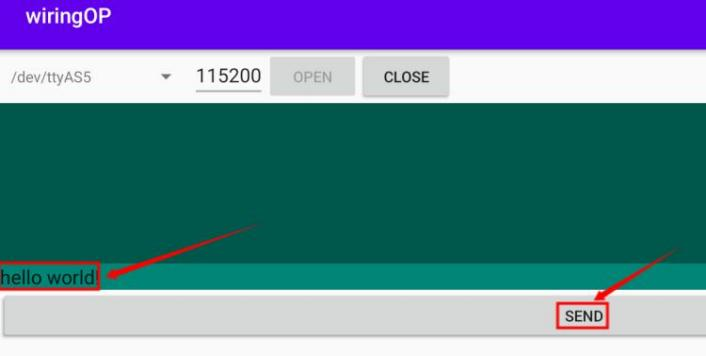 wiringOP
/dev/ttyAS5 115200 OPEN CLOSE
hello world!
SEND